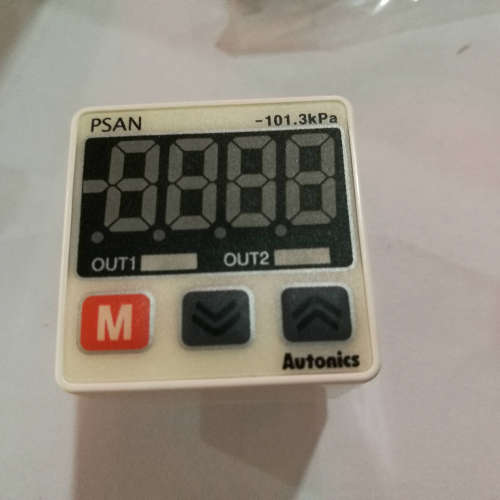 PSAN -101.3kPa
OUT1 OUT2
M
Autonics